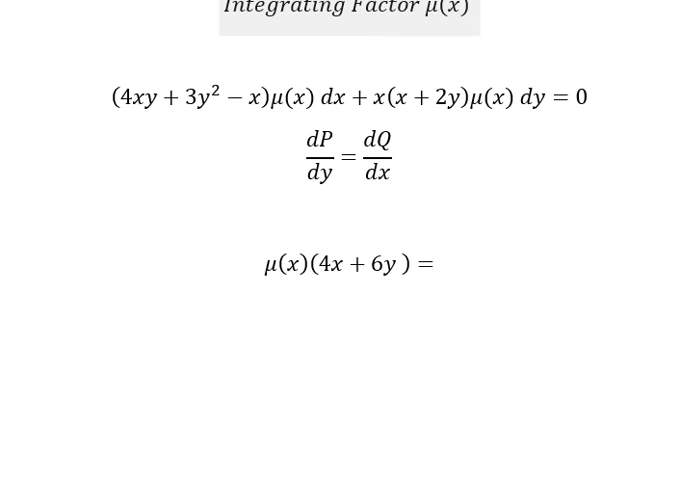 Integrating Factor μ(x)
(4xy + 3y² − x)μ(x) dx + x(x + 2y)μ(x) dy = 0
dP/dy = dQ/dx
μ(x)(4x + 6y ) =